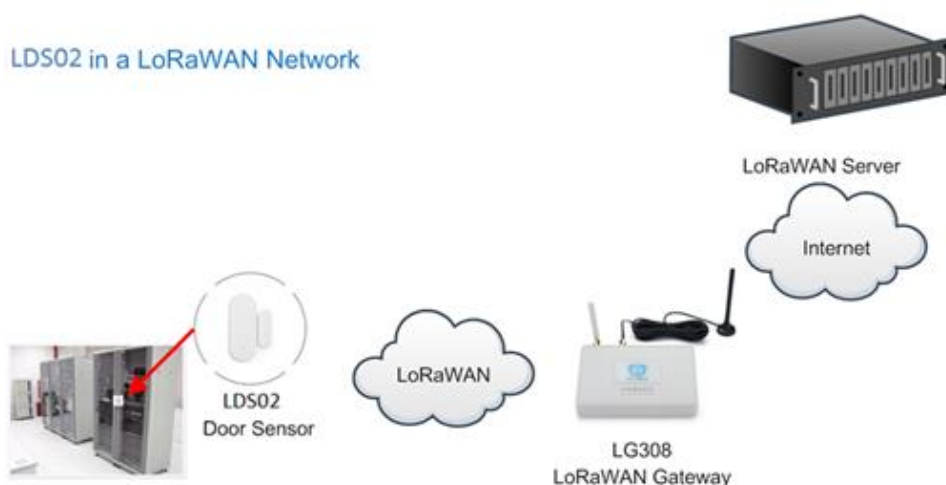 LDS02 in a LoRaWAN Network
LoRaWAN Server
Internet
LoRaWAN
LDS02
Door Sensor
LG308
LoRaWAN Gateway